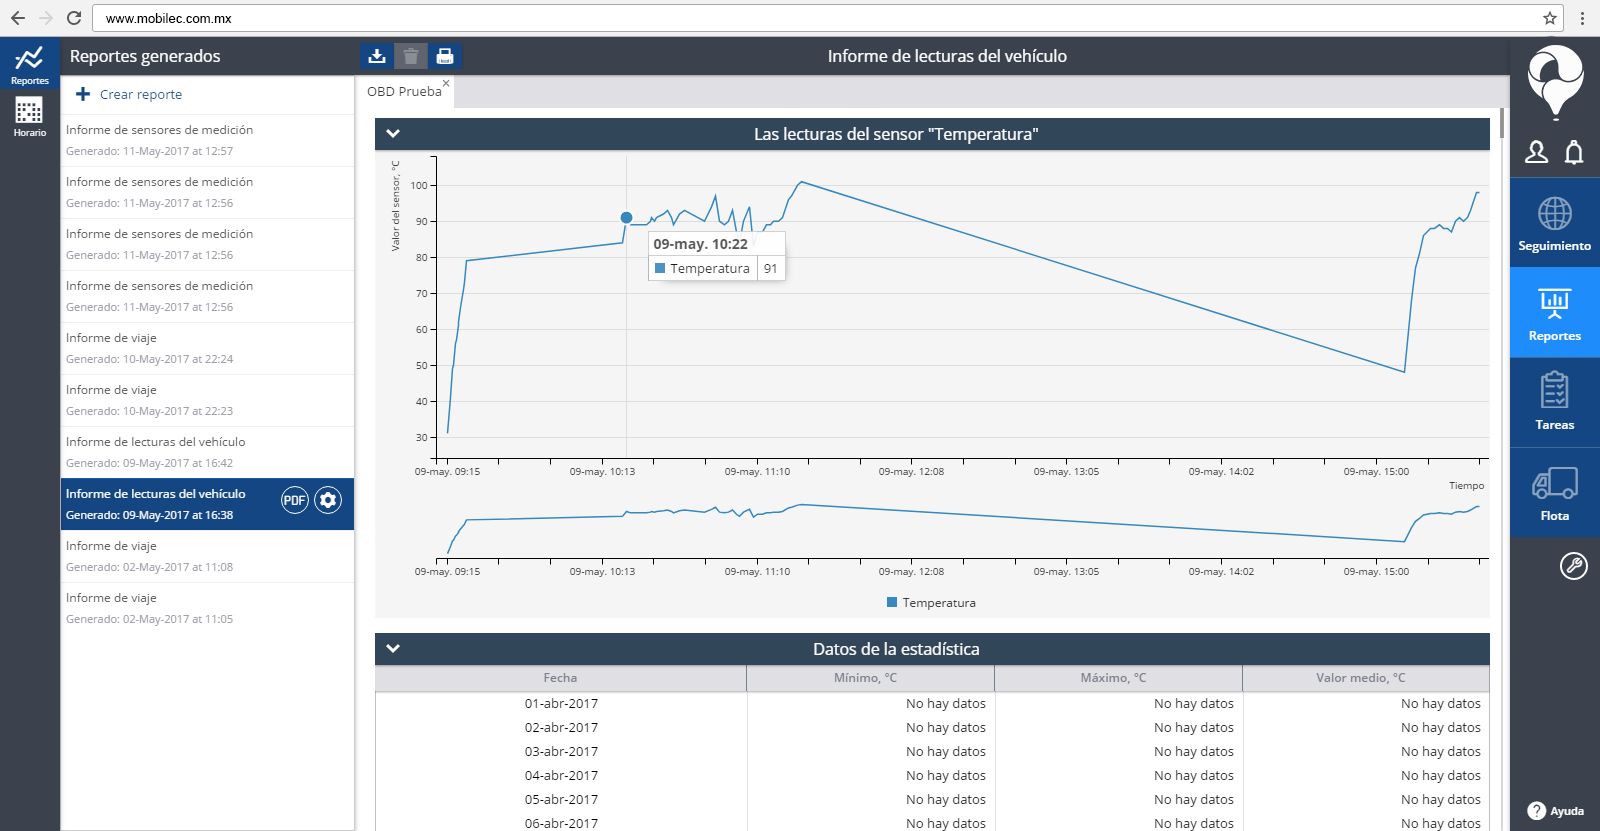 www.mobilec.com.mx
Reportes
Horario
Reportes generados
Crear reporte
Informe de sensores de medición
Generado: 11-May-2017 at 12:57
Informe de sensores de medición
Generado: 11-May-2017 at 12:56
Informe de sensores de medición
Generado: 11-May-2017 at 12:56
Informe de sensores de medición
Generado: 11-May-2017 at 12:56
Informe de viaje
Generado: 10-May-2017 at 22:24
Informe de viaje
Generado: 10-May-2017 at 22:23
Informe de lecturas del vehículo
Generado: 09-May-2017 at 16:42
Informe de lecturas del vehículo
PDF
Generado: 09-May-2017 at 16:38
Informe de viaje
Generado: 02-May-2017 at 11:08
Informe de viaje
Generado: 02-May-2017 at 11:05
Informe de lecturas del vehículo
OBD Prueba
Las lecturas del sensor "Temperatura"
Valor del sensor, °C
100
90
80
70
60
50
40
30
09-may. 10:22
Temperatura 91
09-may. 09:15 09-may. 10:13 09-may. 11:10 09-may. 12:08 09-may. 13:05 09-may. 14:02 09-may. 15:00
Tiempo
09-may. 09:15 09-may. 10:13 09-may. 11:10 09-may. 12:08 09-may. 13:05 09-may. 14:02 09-may. 15:00
Temperatura
Datos de la estadística
Fecha Mínimo, °C Máximo, °C Valor medio, °C
01-abr-2017 No hay datos No hay datos No hay datos
02-abr-2017 No hay datos No hay datos No hay datos
03-abr-2017 No hay datos No hay datos No hay datos
04-abr-2017 No hay datos No hay datos No hay datos
05-abr-2017 No hay datos No hay datos No hay datos
06-abr-2017 No hay datos No hay datos No hay datos
Seguimiento
Reportes
Tareas
Flota
? Ayuda